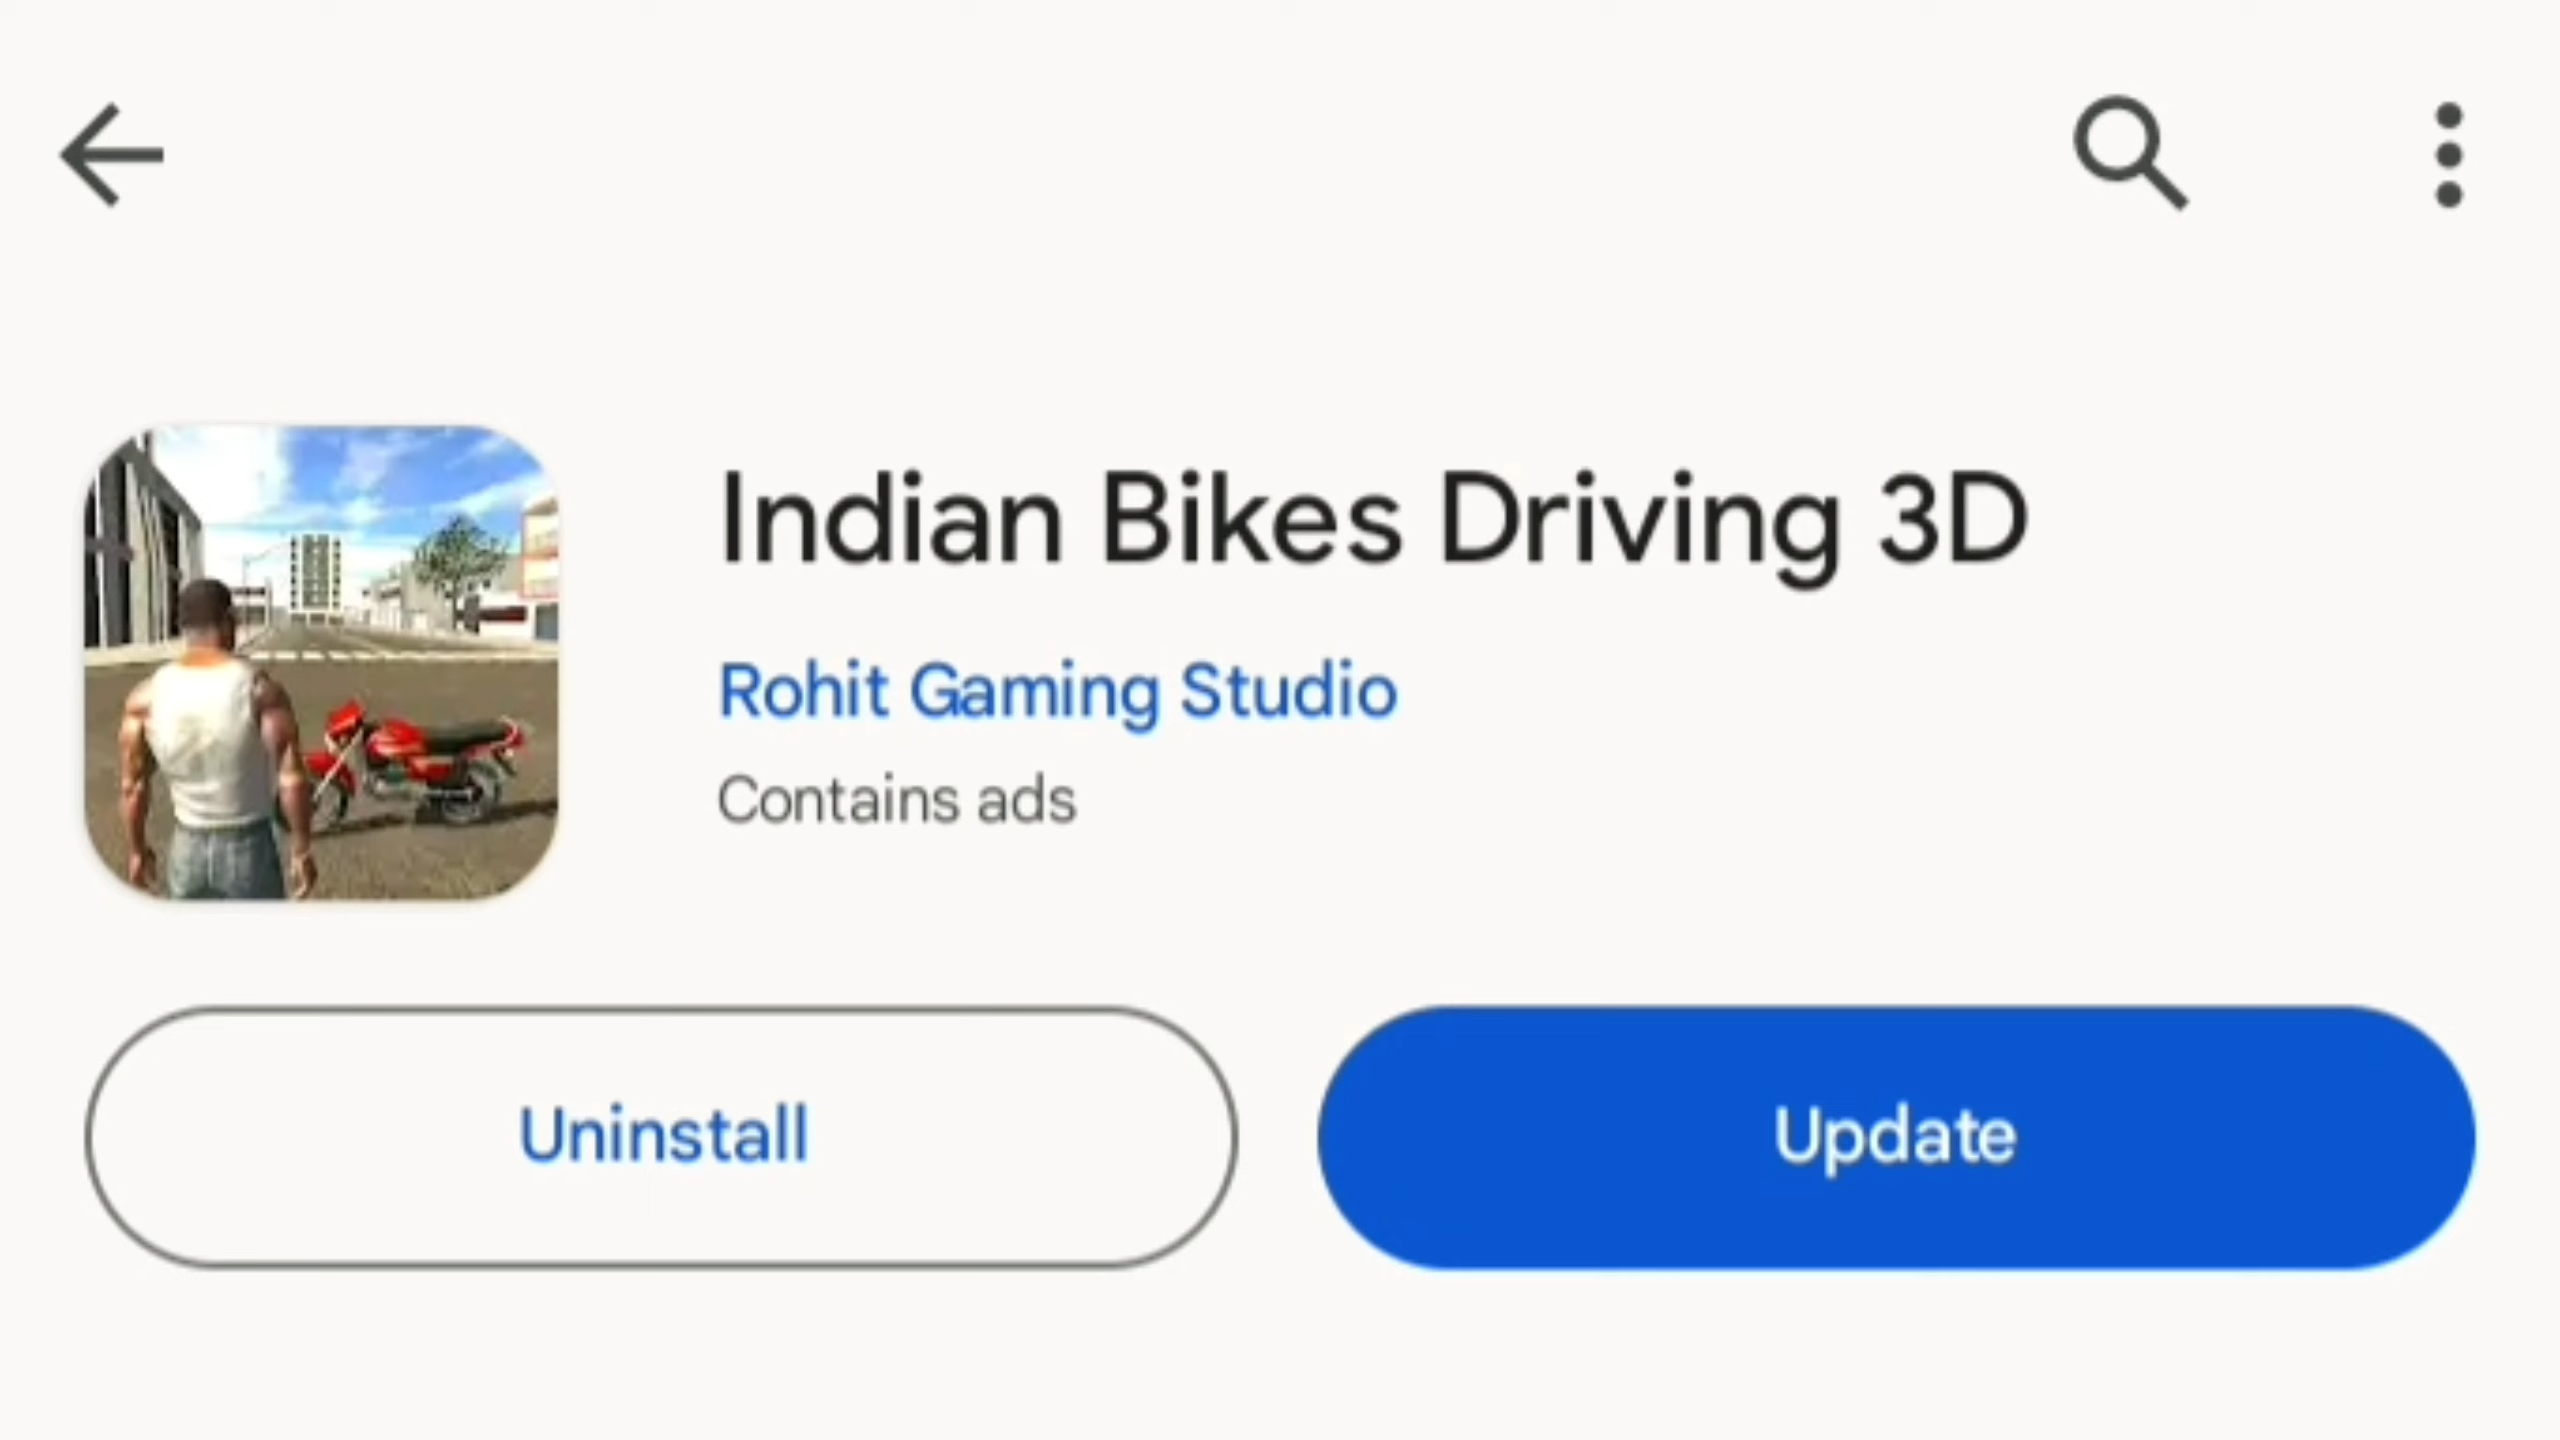 Indian Bikes Driving 3D
Rohit Gaming Studio
Contains ads
Uninstall
Update